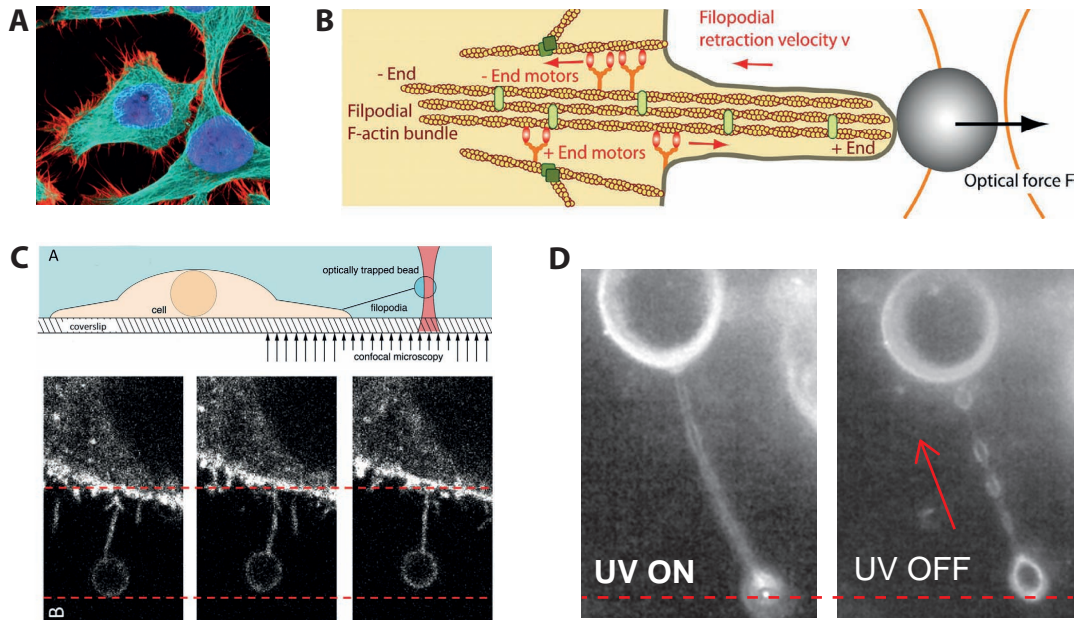 A
B
Filopodial
retraction velocity v
- End
- End motors
Filpodial
F-actin bundle
+ End motors
+ End
Optical force F
C
A
optically trapped bead
cell
filopodia
coverslip
confocal microscopy
B
D
UV ON
UV OFF